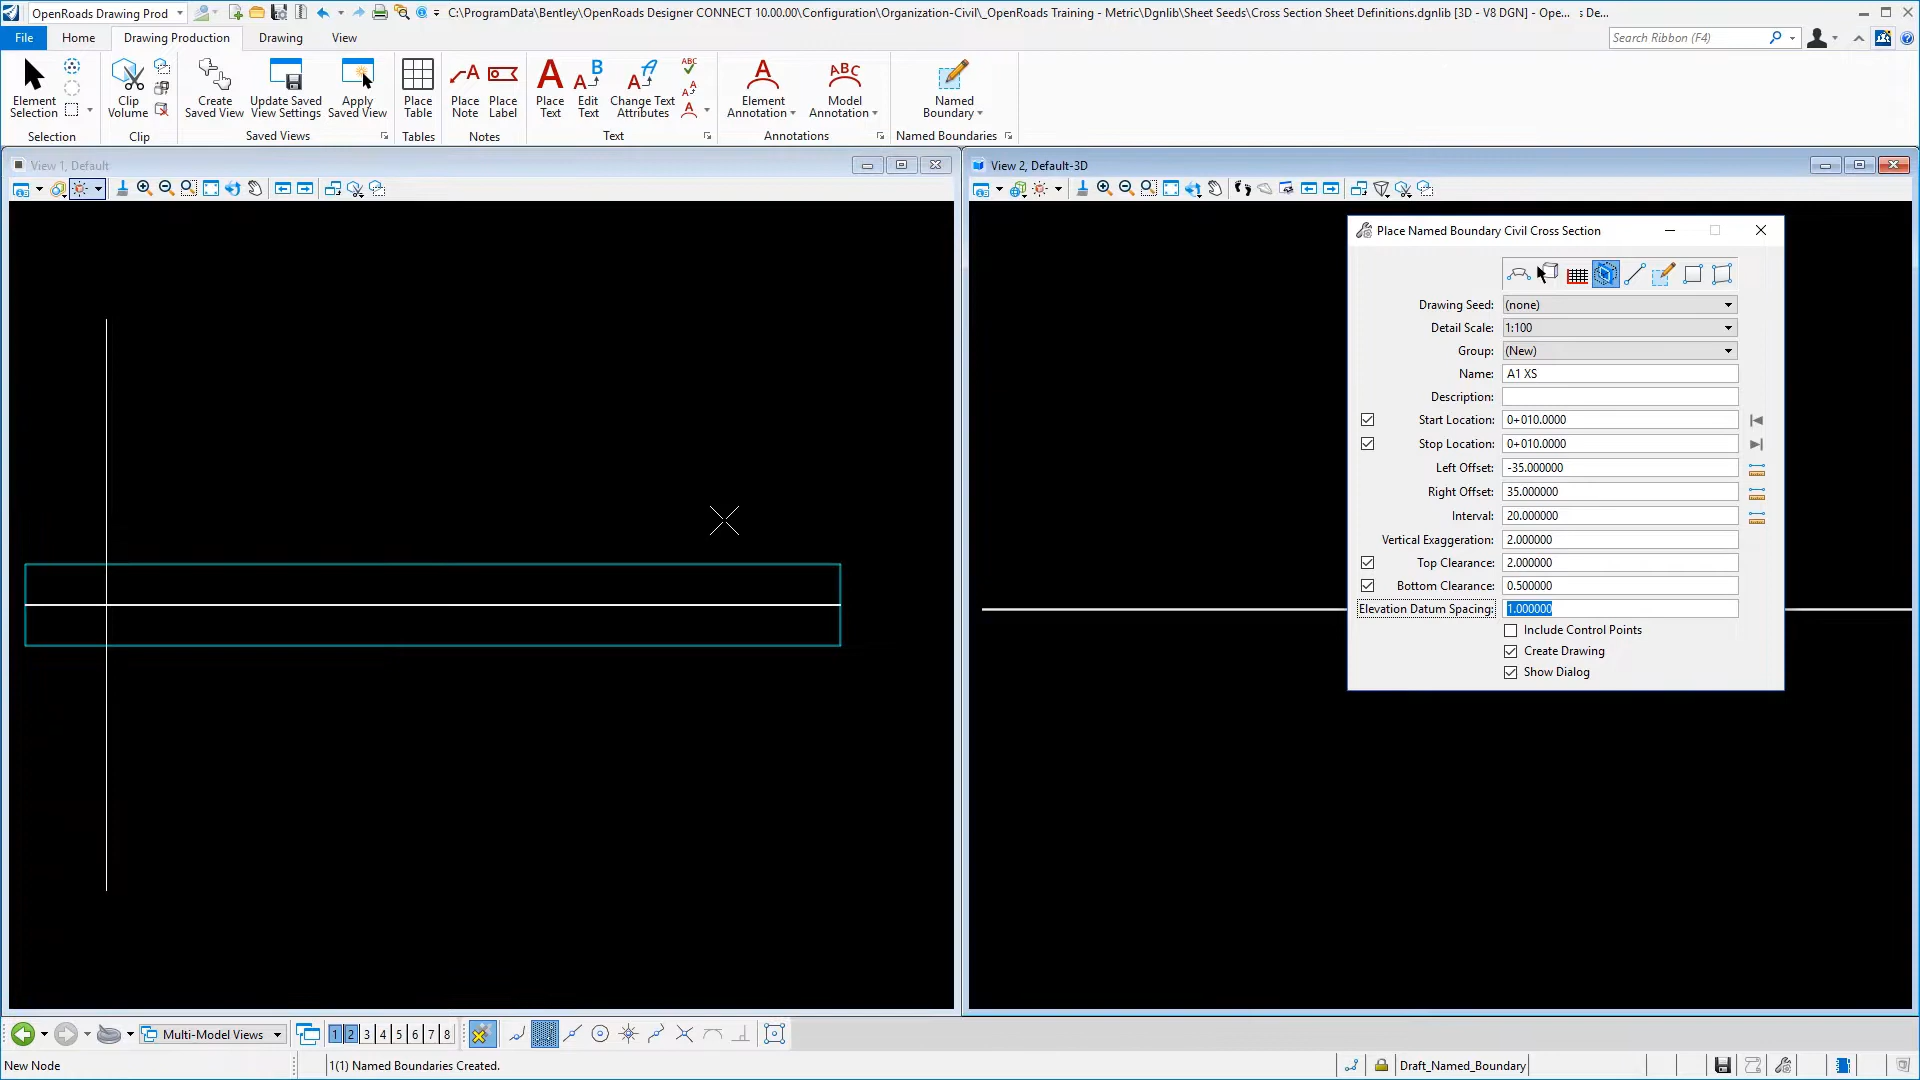 OpenRoads Drawing Prod
C:\ProgramData\Bentley\OpenRoads Designer CONNECT 10.00.00\Configuration\Organization-Civil\_OpenRoads Training - Metric\Dgnlib\Sheet Seeds\Cross Section Sheet Definitions.dgnlib [3D - V8 DGN] - Ope... s De...
File
Home
Drawing Production
Drawing
View
Search Ribbon (F4)
Element Selection
Clip Volume
Create Saved View
Update Saved View Settings
Apply Saved View
Place Table
Place Note
Place Label
Place Text
Edit Text
Change Text Attributes
Element Annotation
Model Annotation
Named Boundary
Selection
Clip
Saved Views
Tables
Notes
Text
Annotations
Named Boundaries
View 1, Default
View 2, Default-3D
Place Named Boundary Civil Cross Section
Drawing Seed: (none)
Detail Scale: 1:100
Group: (New)
Name: A1 XS
Description:
Start Location: 0+010.0000
Stop Location: 0+010.0000
Left Offset: -35.000000
Right Offset: 35.000000
Interval: 20.000000
Vertical Exaggeration: 2.000000
Top Clearance: 2.000000
Bottom Clearance: 0.500000
Elevation Datum Spacing: 1.000000
Include Control Points
Create Drawing
Show Dialog
Multi-Model Views
1 2 3 4 5 6 7 8
New Node
1(1) Named Boundaries Created.
Draft_Named_Boundary